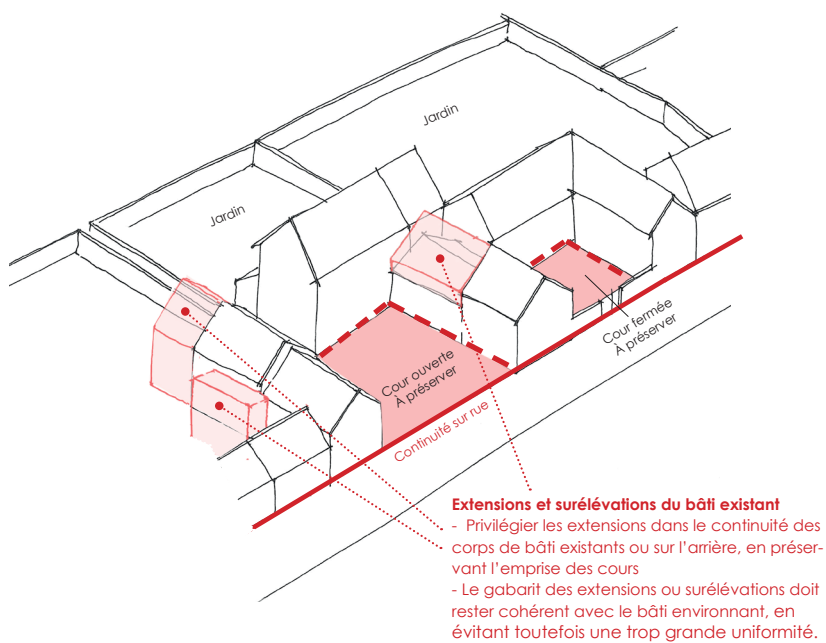 Jardin
Jardin
Cour fermée
À préserver
Cour ouverte
À préserver
Continuité sur rue
Extensions et surélévations du bâti existant
- Privilégier les extensions dans le continuité des
corps de bâti existants ou sur l'arrière, en préser-
vant l'emprise des cours
- Le gabarit des extensions ou surélévations doit
rester cohérent avec le bâti environnant, en
évitant toutefois une trop grande uniformité.